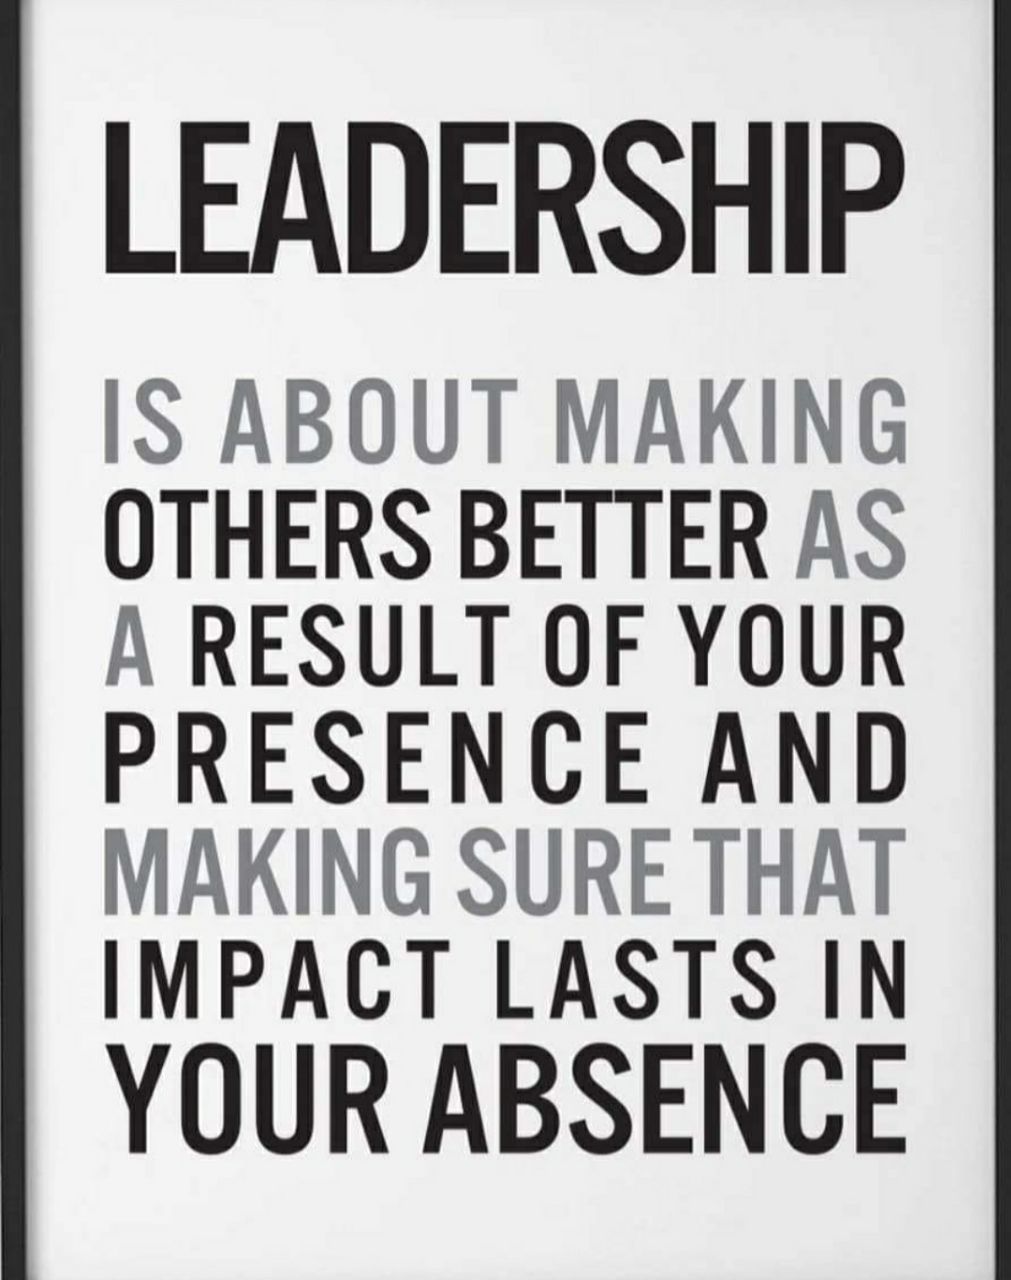 LEADERSHIP
IS ABOUT MAKING
OTHERS BETTER AS
A RESULT OF YOUR
PRESENCE AND
MAKING SURE THAT
IMPACT LASTS IN
YOUR ABSENCE